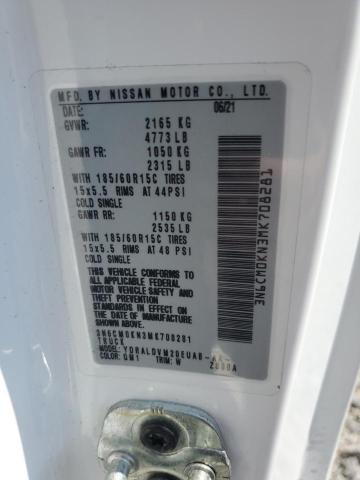 MFD. BY NISSAN MOTOR CO., LTD.
DATE: 06/21
GVWR: 2165 KG
4773 LB
GAWR FR: 1050 KG
2315 LB
WITH 185/60R15C TIRES
15x5.5 RIMS AT 44PSI
COLD SINGLE
GAWR RR: 1150 KG
2535 LB
WITH 185/60R15C TIRES
15x5.5 RIMS AT 48 PSI
COLD SINGLE
THIS VEHICLE CONFORMS TO
ALL APPLICABLE FEDERAL
MOTOR VEHICLE SAFETY
STANDARDS IN EFFECT ON
THE DATE OF MANUFACTURE
SHOWN ABOVE.
3N6CM0KN3MK708281
TRUCK
MODEL: YDRALDVM20EUAB-
COLOR: QM1 TRIM: W
3N6CM0KN3MK708281